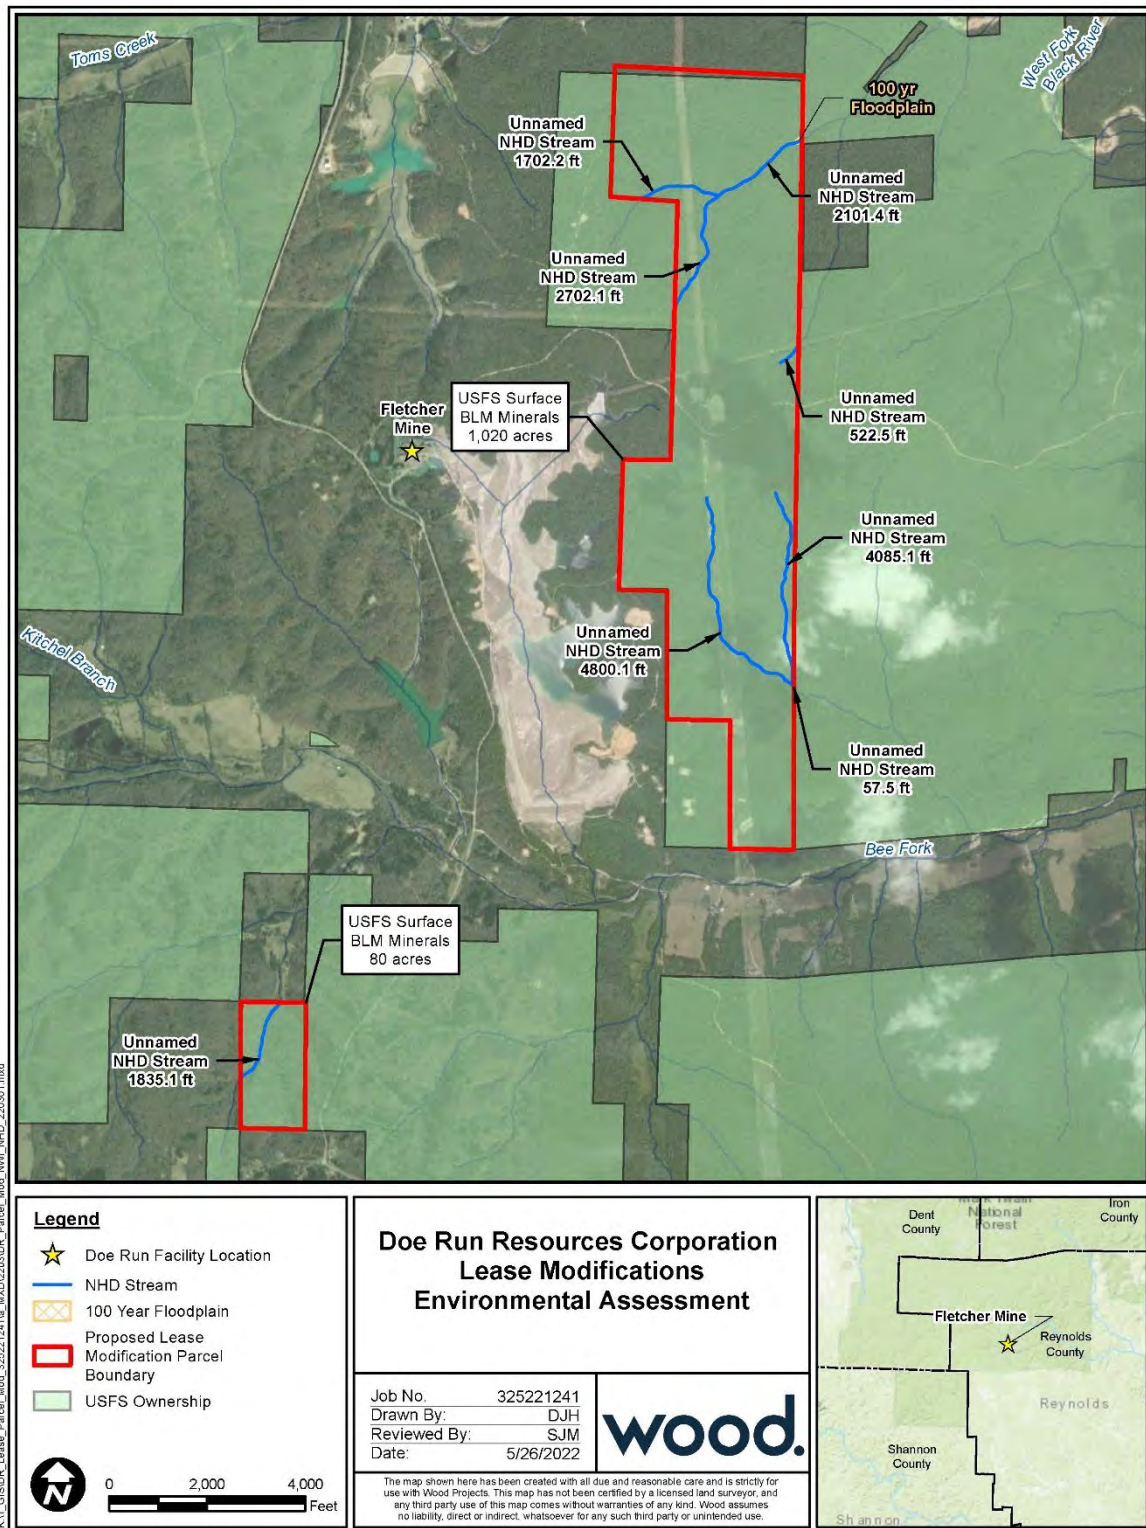 Toms Creek
West Fork
Black River
100 yr
Floodplain
Unnamed
NHD Stream
1702.2 ft
Unnamed
NHD Stream
2101.4 ft
Unnamed
NHD Stream
2702.1 ft
USFS Surface
BLM Minerals
1,020 acres
Fletcher
Mine
Unnamed
NHD Stream
522.5 ft
Unnamed
NHD Stream
4085.1 ft
Unnamed
NHD Stream
4800.1 ft
Kitchel Branch
Unnamed
NHD Stream
57.5 ft
Bee Fork
USFS Surface
BLM Minerals
80 acres
Unnamed
NHD Stream
1835.1 ft
Legend
Doe Run Facility Location
NHD Stream
100 Year Floodplain
Proposed Lease
Modification Parcel
Boundary
USFS Ownership
N
0 2,000 4,000
Feet
Doe Run Resources Corporation
Lease Modifications
Environmental Assessment
Job No. 325221241
Drawn By: DJH
Reviewed By: SJM
Date: 5/26/2022
wood.
The map shown here has been created with all due and reasonable care and is strictly for
use with Wood Projects. This map has not been certified by a licensed land surveyor, and
any third party use of this map comes without warranties of any kind. Wood assumes
no liability, direct or indirect, whatsoever for any such third party or unintended use.
Dent
County
National
Forest
Iron
County
Fletcher Mine
Reynolds
County
Reynolds
Shannon
County
Shannon